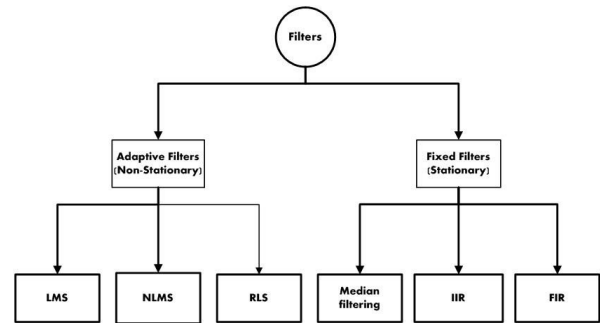 Filters
Adaptive Filters
(Non-Stationary)
Fixed Filters
(Stationary)
LMS
NLMS
RLS
Median
filtering
IIR
FIR